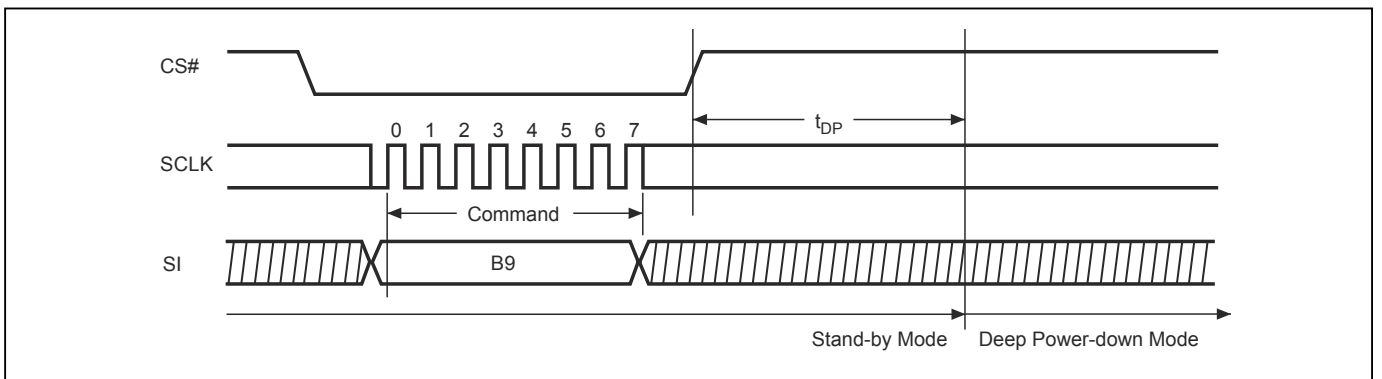 CS#
t_DP
0 1 2 3 4 5 6 7
SCLK
Command
SI
B9
Stand-by Mode
Deep Power-down Mode